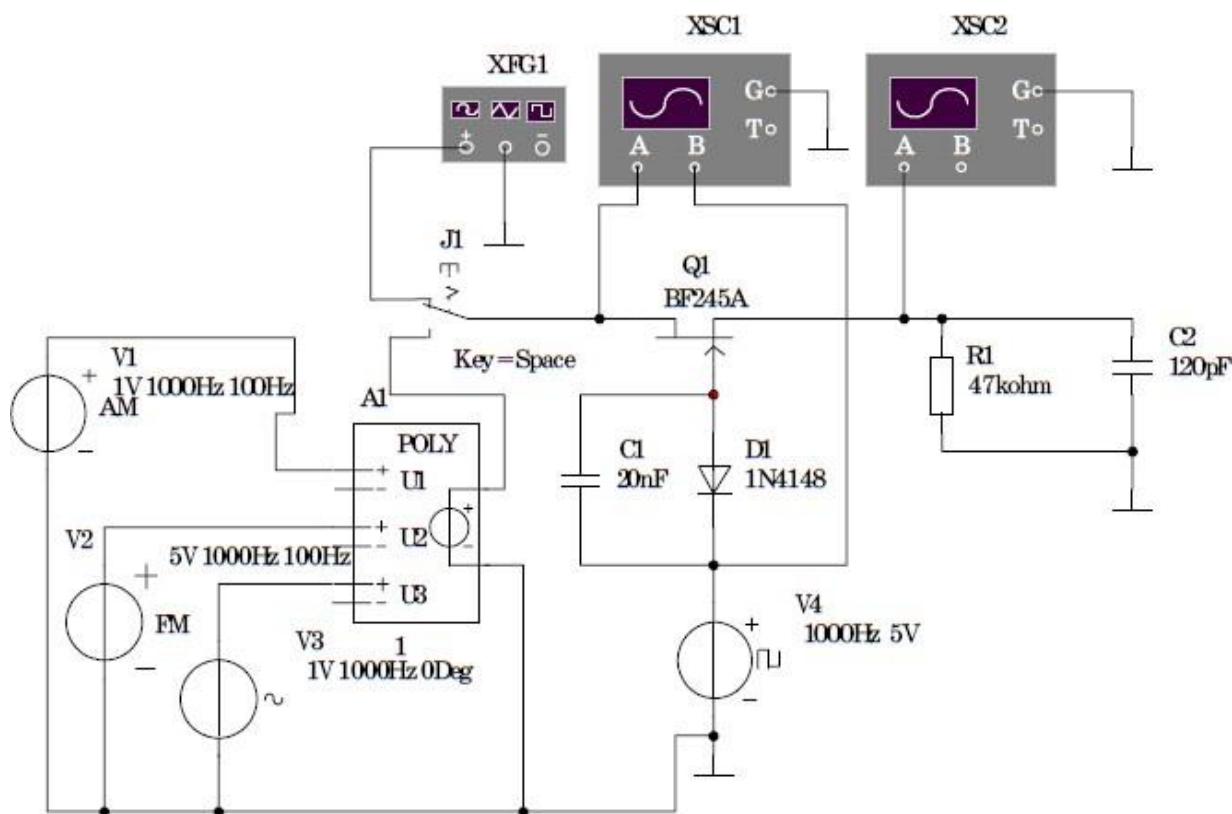 XSC1
XSC2
XFG1
G
T
A
B
G
T
A
B
+
−
J1
Q1
BF245A
Key=Space
V1
1V 1000Hz 100Hz
AM
+
−
A1
POLY
+
U1
−
+
U2
−
+
U3
−
+
−
1
V2
5V 1000Hz 100Hz
+
FM
−
V3
1V 1000Hz 0Deg
C1
20nF
D1
1N4148
R1
47kohm
C2
120pF
V4
1000Hz 5V
+
−